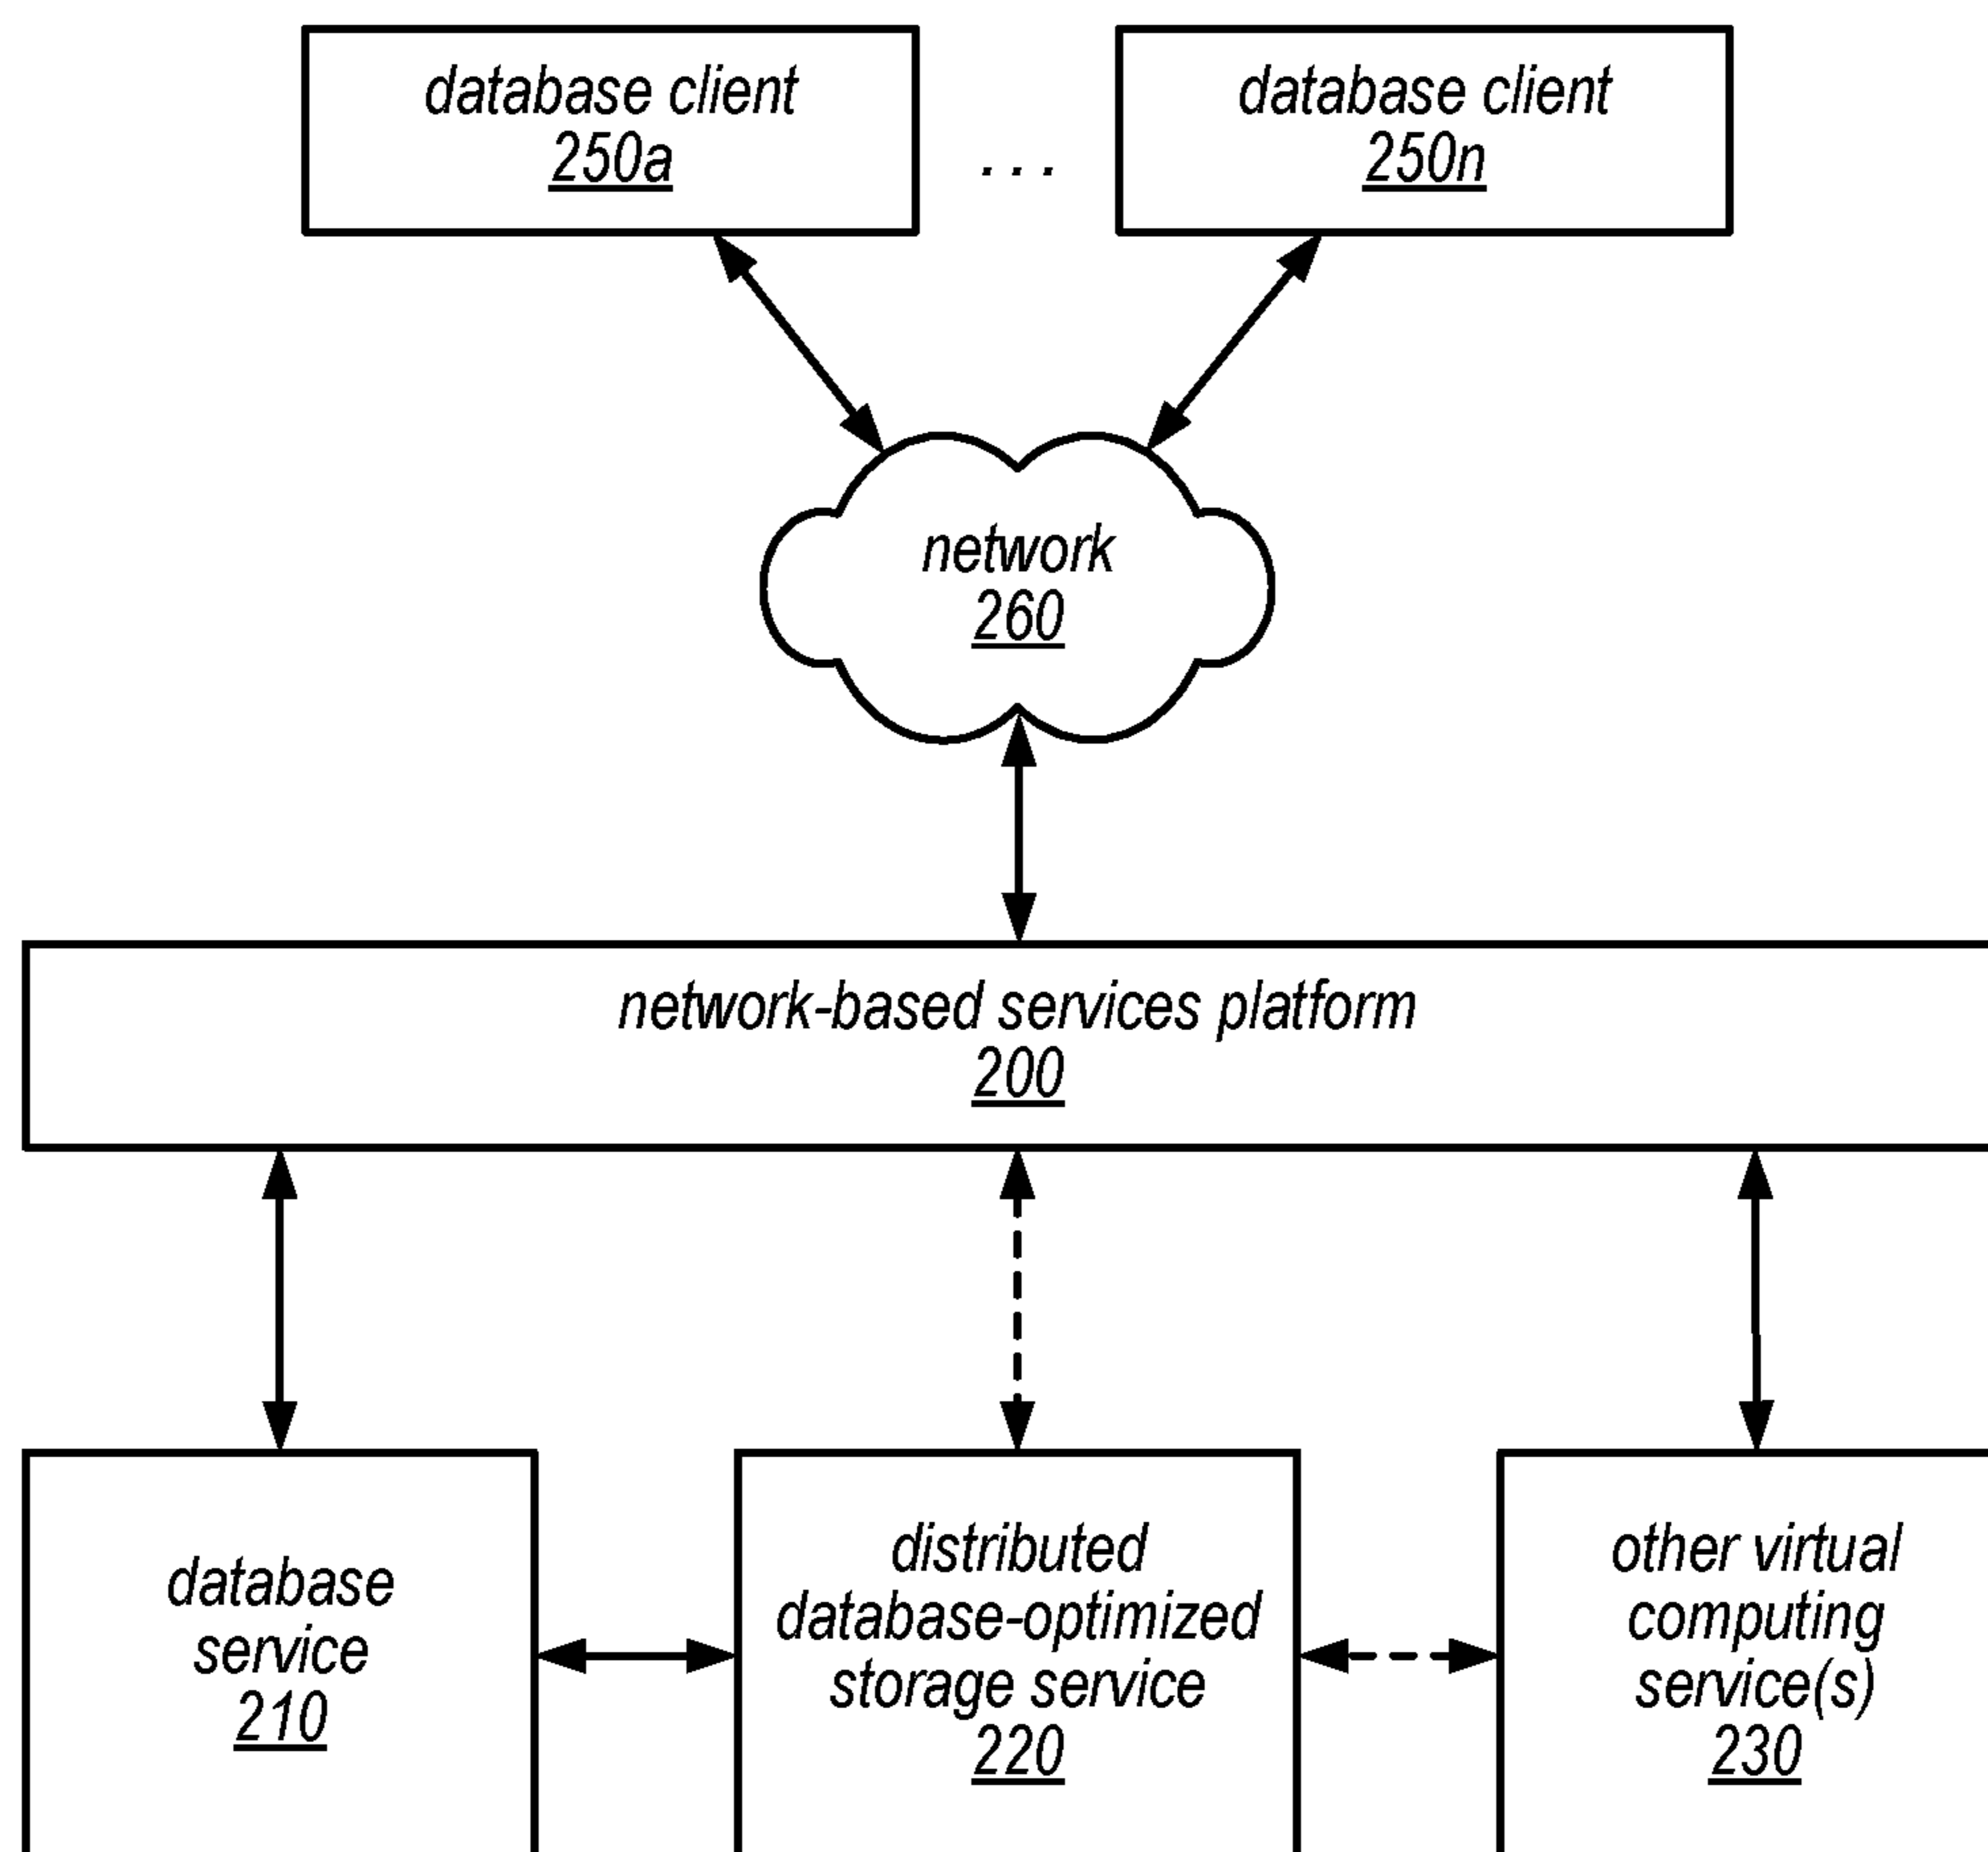 database client
250a
. . .
database client
250n
network
260
network-based services platform
200
database
service
210
distributed
database-optimized
storage service
220
other virtual
computing
service(s)
230